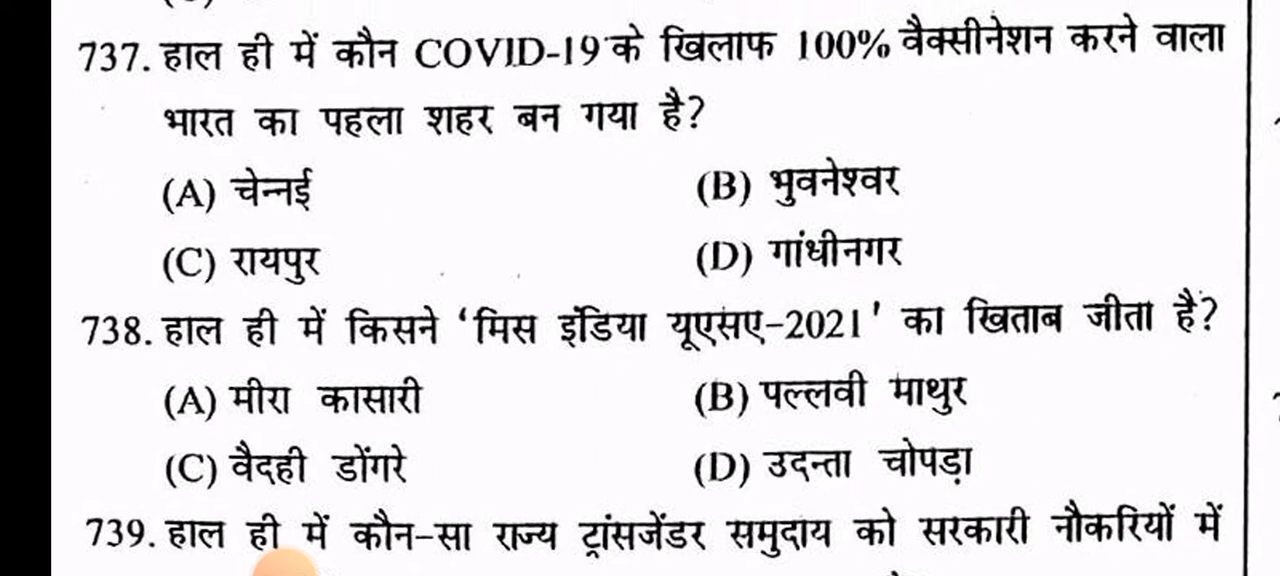 737. हाल ही में कौन COVID-19 के खिलाफ 100% वैक्सीनेशन करने वाला
भारत का पहला शहर बन गया है?
(A) चेन्नई (B) भुवनेश्वर
(C) रायपुर (D) गांधीनगर
738. हाल ही में किसने ‘मिस इंडिया यूएसए-2021’ का खिताब जीता है?
(A) मीरा कासारी (B) पल्लवी माथुर
(C) वैदही डोंगरे (D) उदन्ता चोपड़ा
739. हाल ही में कौन-सा राज्य ट्रांसजेंडर समुदाय को सरकारी नौकरियों में